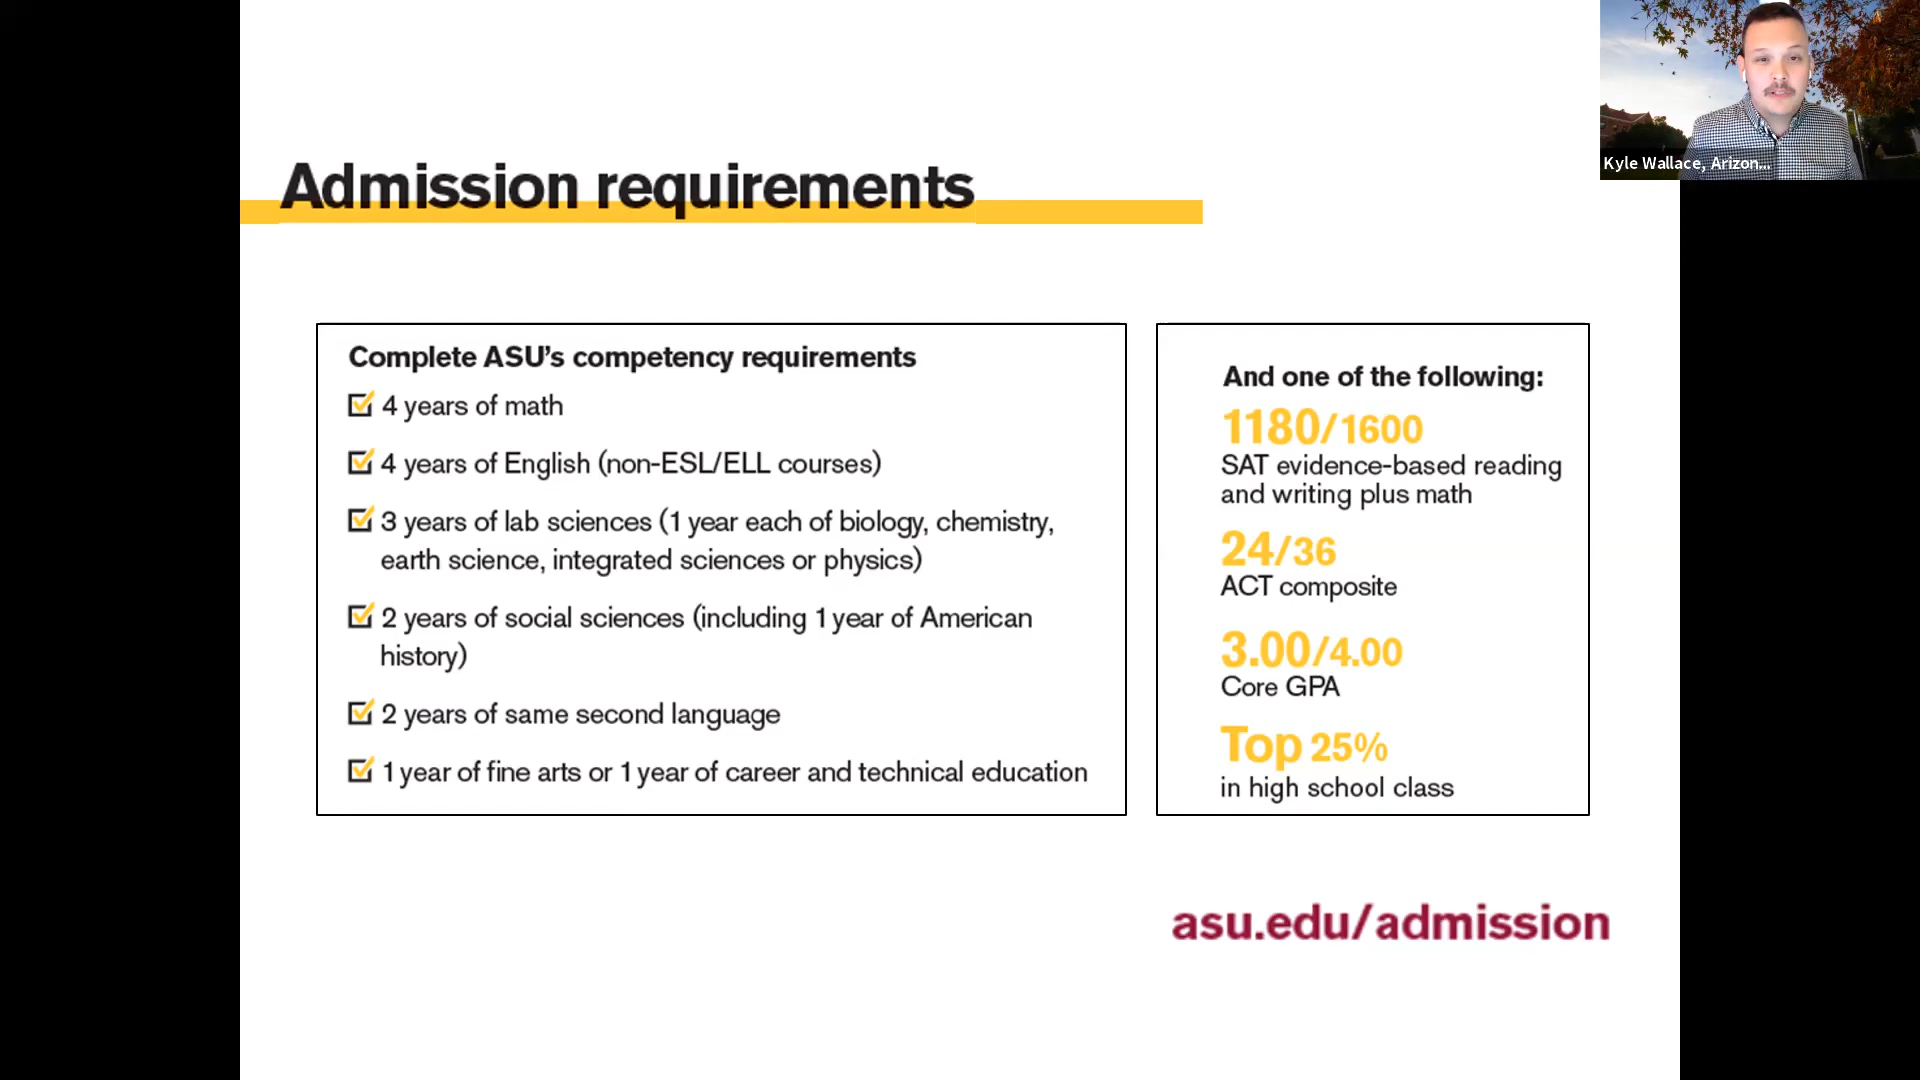 Kyle Wallace, Arizon...
Admission requirements
Complete ASU's competency requirements
4 years of math
4 years of English (non-ESL/ELL courses)
3 years of lab sciences (1 year each of biology, chemistry,
earth science, integrated sciences or physics)
2 years of social sciences (including 1 year of American
history)
2 years of same second language
1 year of fine arts or 1 year of career and technical education
And one of the following:
1180/1600
SAT evidence-based reading
and writing plus math
24/36
ACT composite
3.00/4.00
Core GPA
Top 25%
in high school class
asu.edu/admission